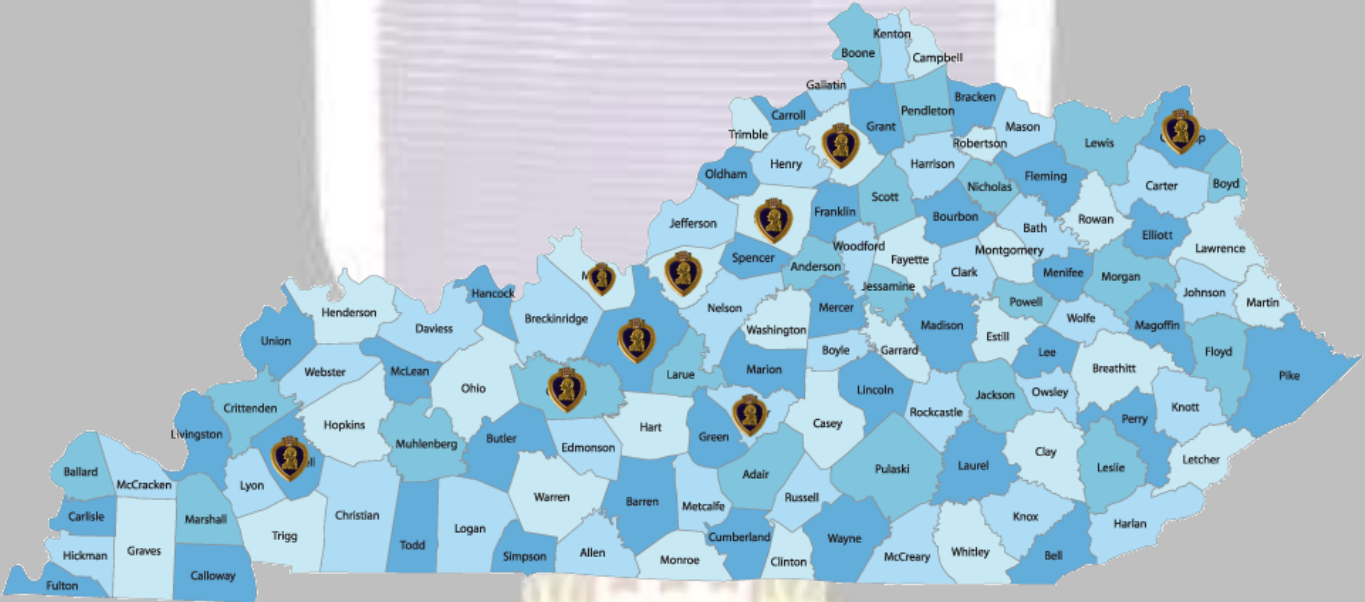 Kenton
Boone
Campbell
Gallatin
Carroll
Grant
Pendleton
Bracken
Mason
Trimble
Robertson
Lewis
Henry
Harrison
Oldham
Fleming
Carter
Boyd
Nicholas
Scott
Franklin
Bourbon
Jefferson
Rowan
Bath
Elliott
Lawrence
Woodford
Montgomery
Fayette
Spencer
Anderson
Clark
Menifee
Morgan
Jessamine
Johnson
Martin
Hancock
Nelson
Mercer
Powell
Henderson
Breckinridge
Wolfe
Daviess
Washington
Madison
Magoffin
Estill
Union
Boyle
Garrard
Lee
Floyd
Breathitt
Webster
McLean
Larue
Marion
Pike
Ohio
Lincoln
Owsley
Jackson
Crittenden
Knott
Rockcastle
Perry
Hopkins
Hart
Casey
Livingston
Green
Butler
Muhlenberg
Edmonson
Clay
Letcher
Laurel
Leslie
Pulaski
Ballard
McCracken
Lyon
Adair
Warren
Russell
Barren
Metcalfe
Carlisle
Marshall
Christian
Knox
Harlan
Logan
Trigg
Cumberland
Wayne
Todd
Hickman
Graves
Simpson
Allen
Monroe
Clinton
McCreary
Whitley
Bell
Calloway
Fulton